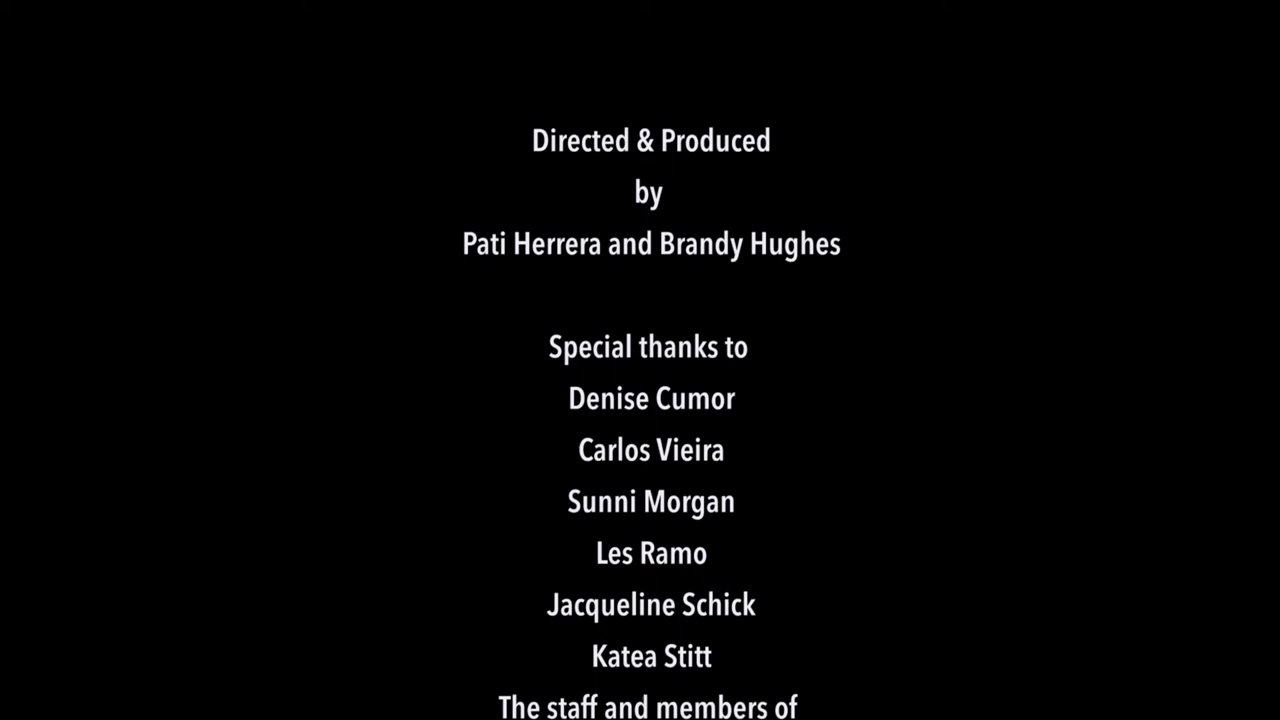 Directed & Produced
by
Pati Herrera and Brandy Hughes
Special thanks to
Denise Cumor
Carlos Vieira
Sunni Morgan
Les Ramo
Jacqueline Schick
Katea Stitt
The staff and members of